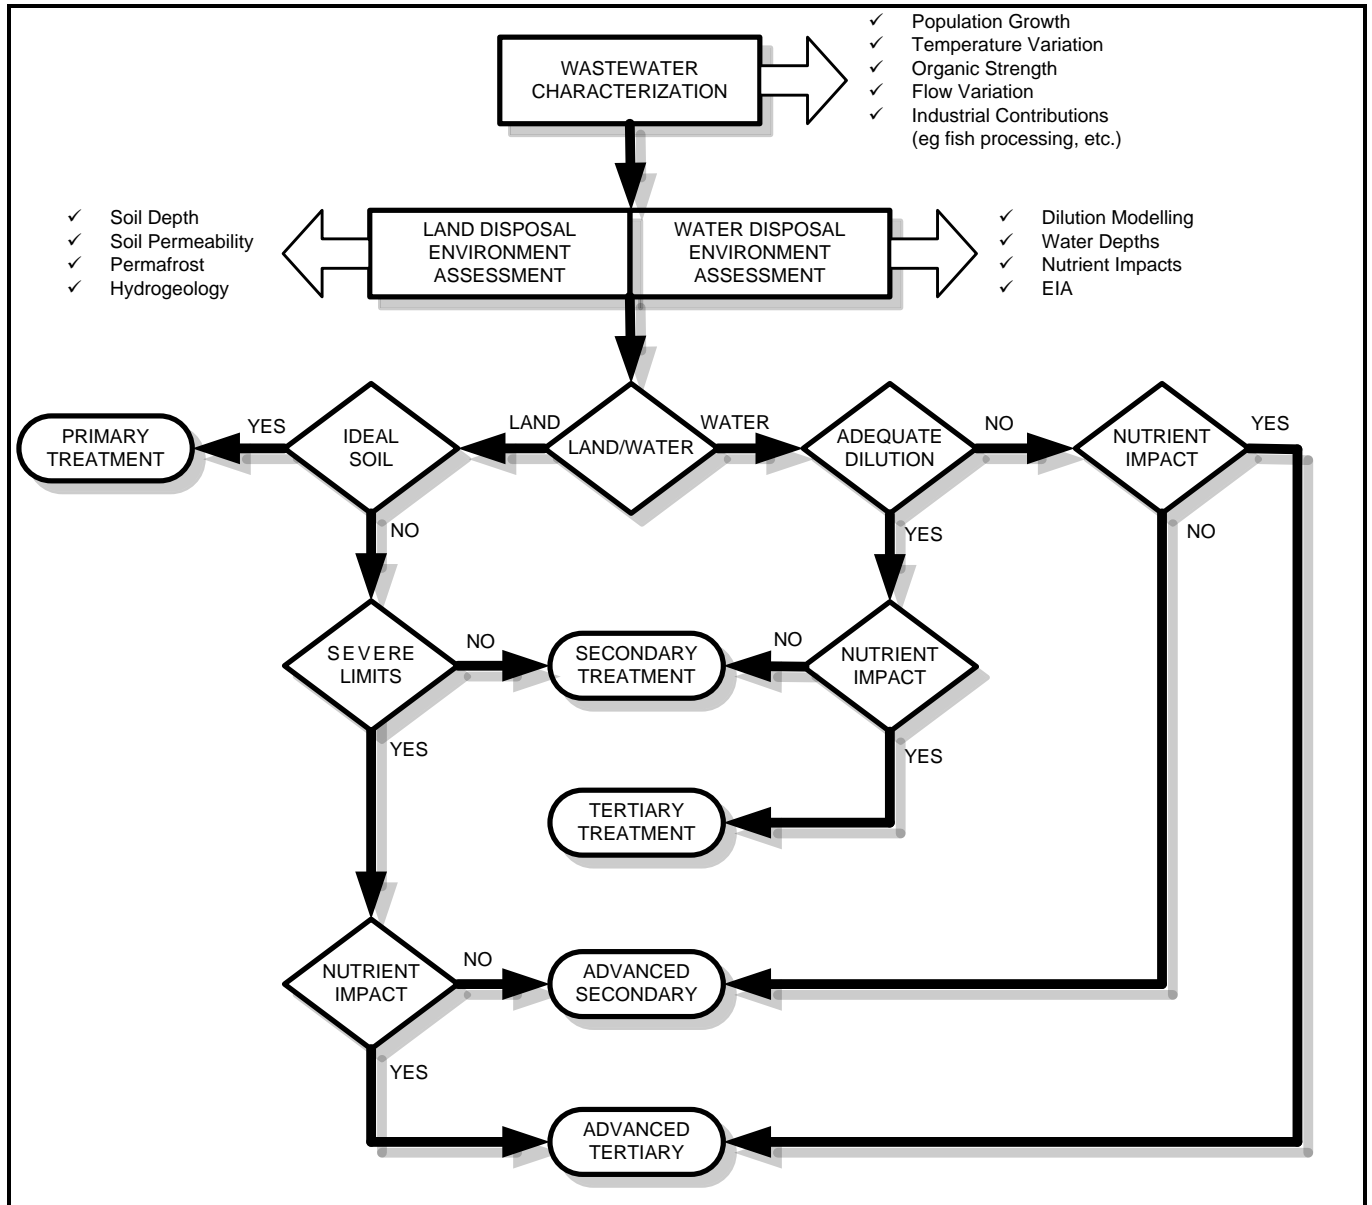 WASTEWATER
CHARACTERIZATION
✓ Population Growth
✓ Temperature Variation
✓ Organic Strength
✓ Flow Variation
✓ Industrial Contributions
(eg fish processing, etc.)
✓ Soil Depth
✓ Soil Permeability
✓ Permafrost
✓ Hydrogeology
LAND DISPOSAL
ENVIRONMENT
ASSESSMENT
WATER DISPOSAL
ENVIRONMENT
ASSESSMENT
✓ Dilution Modelling
✓ Water Depths
✓ Nutrient Impacts
✓ EIA
PRIMARY
TREATMENT
YES
IDEAL
SOIL
LAND
LAND/WATER
WATER
ADEQUATE
DILUTION
NO
NUTRIENT
IMPACT
YES
NO
YES
NO
SEVERE
LIMITS
NO
SECONDARY
TREATMENT
NO
NUTRIENT
IMPACT
YES
YES
TERTIARY
TREATMENT
NUTRIENT
IMPACT
NO
ADVANCED
SECONDARY
YES
ADVANCED
TERTIARY